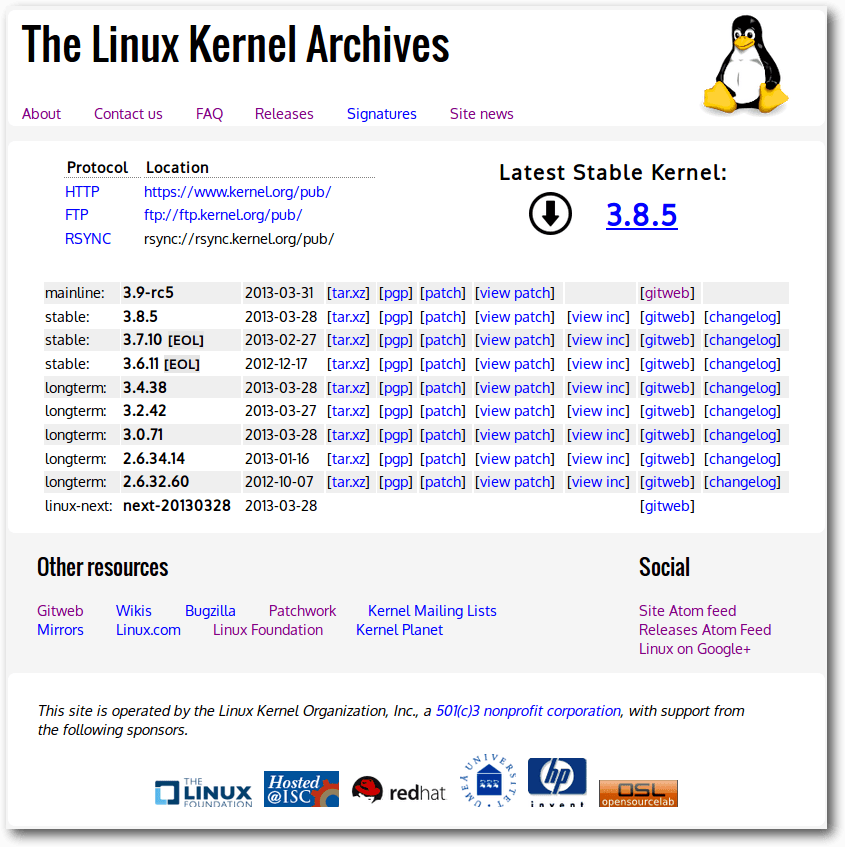 The Linux Kernel Archives
About Contact us FAQ Releases Signatures Site news
Protocol Location
HTTP https://www.kernel.org/pub/
FTP ftp://ftp.kernel.org/pub/
RSYNC rsync://rsync.kernel.org/pub/
Latest Stable Kernel:
3.8.5
mainline: 3.9-rc5 2013-03-31 [tar.xz] [pgp] [patch] [view patch] [gitweb]
stable: 3.8.5 2013-03-28 [tar.xz] [pgp] [patch] [view patch] [view inc] [gitweb] [changelog]
stable: 3.7.10 [EOL] 2013-02-27 [tar.xz] [pgp] [patch] [view patch] [view inc] [gitweb] [changelog]
stable: 3.6.11 [EOL] 2012-12-17 [tar.xz] [pgp] [patch] [view patch] [view inc] [gitweb] [changelog]
longterm: 3.4.38 2013-03-28 [tar.xz] [pgp] [patch] [view patch] [view inc] [gitweb] [changelog]
longterm: 3.2.42 2013-03-27 [tar.xz] [pgp] [patch] [view patch] [view inc] [gitweb] [changelog]
longterm: 3.0.71 2013-03-28 [tar.xz] [pgp] [patch] [view patch] [view inc] [gitweb] [changelog]
longterm: 2.6.34.14 2013-01-16 [tar.xz] [pgp] [patch] [view patch] [view inc] [gitweb] [changelog]
longterm: 2.6.32.60 2012-10-07 [tar.xz] [pgp] [patch] [view patch] [view inc] [gitweb] [changelog]
linux-next: next-20130328 2013-03-28 [gitweb]
Other resources
Gitweb Wikis Bugzilla Patchwork Kernel Mailing Lists
Mirrors Linux.com Linux Foundation Kernel Planet
Social
Site Atom feed
Releases Atom Feed
Linux on Google+
This site is operated by the Linux Kernel Organization, Inc., a 501(c)3 nonprofit corporation, with support from
the following sponsors.
THE
LINUX
FOUNDATION
Hosted
@ISC
redhat
UMEÅ UNIVERSITET
hp
invent
OSL
opensourcelab